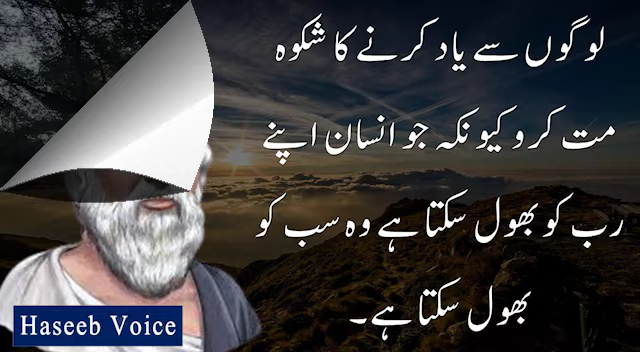 لوگوں سے یاد کرنے کا شکوہ
مت کرو کیونکہ جو انسان اپنے
رب کو بھول سکتا ہے وہ سب کو
بھول سکتا ہے۔
Haseeb Voice